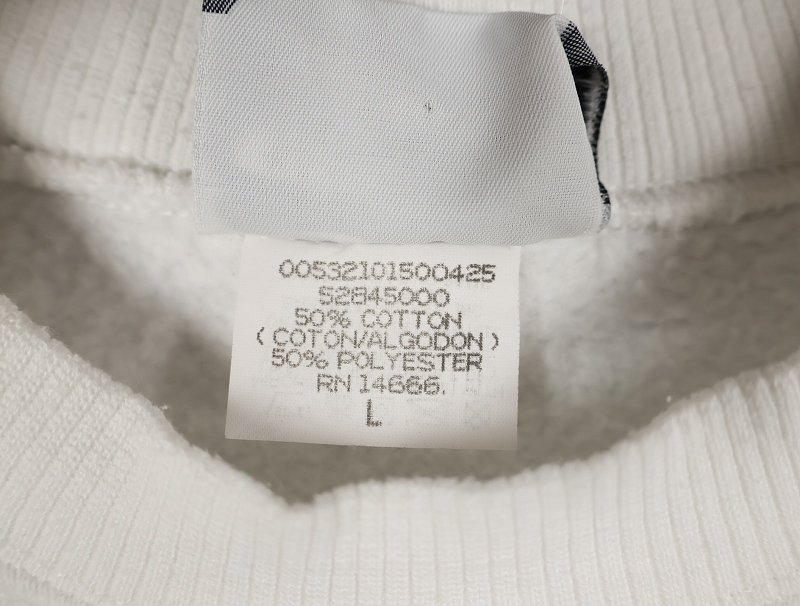 00532101500425
52845000
50% COTTON
(COTON/ALGODON)
50% POLYESTER
RN 14666.
L